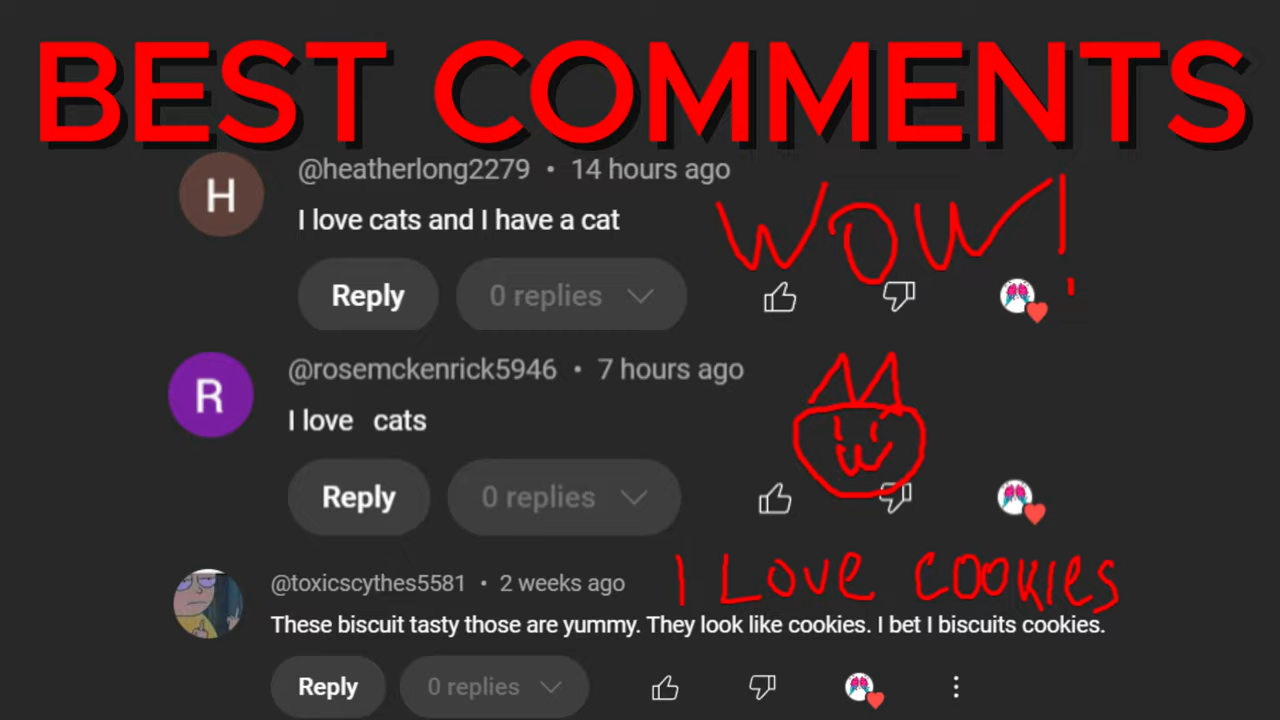 BEST COMMENTS
H
@heatherlong2279 • 14 hours ago
I love cats and I have a cat
WOW!
Reply
0 replies
R
@rosemckenrick5946 • 7 hours ago
I love cats
Reply
0 replies
I LOVE COOKIES
@toxicscythes5581 • 2 weeks ago
These biscuit tasty those are yummy. They look like cookies. I bet I biscuits cookies.
Reply
0 replies